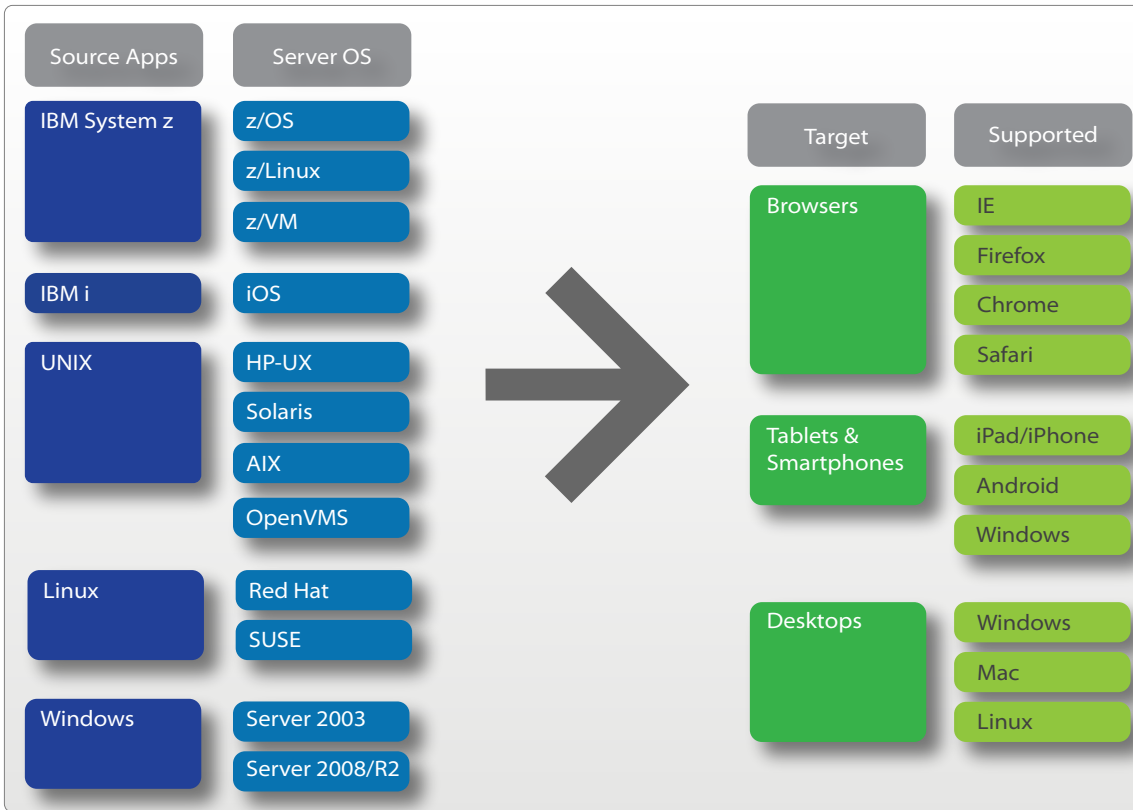 Source Apps
Server OS
IBM System z
z/OS
z/Linux
z/VM
IBM i
iOS
UNIX
HP-UX
Solaris
AIX
OpenVMS
Linux
Red Hat
SUSE
Windows
Server 2003
Server 2008/R2
Target
Supported
Browsers
IE
Firefox
Chrome
Safari
Tablets &
Smartphones
iPad/iPhone
Android
Windows
Desktops
Windows
Mac
Linux